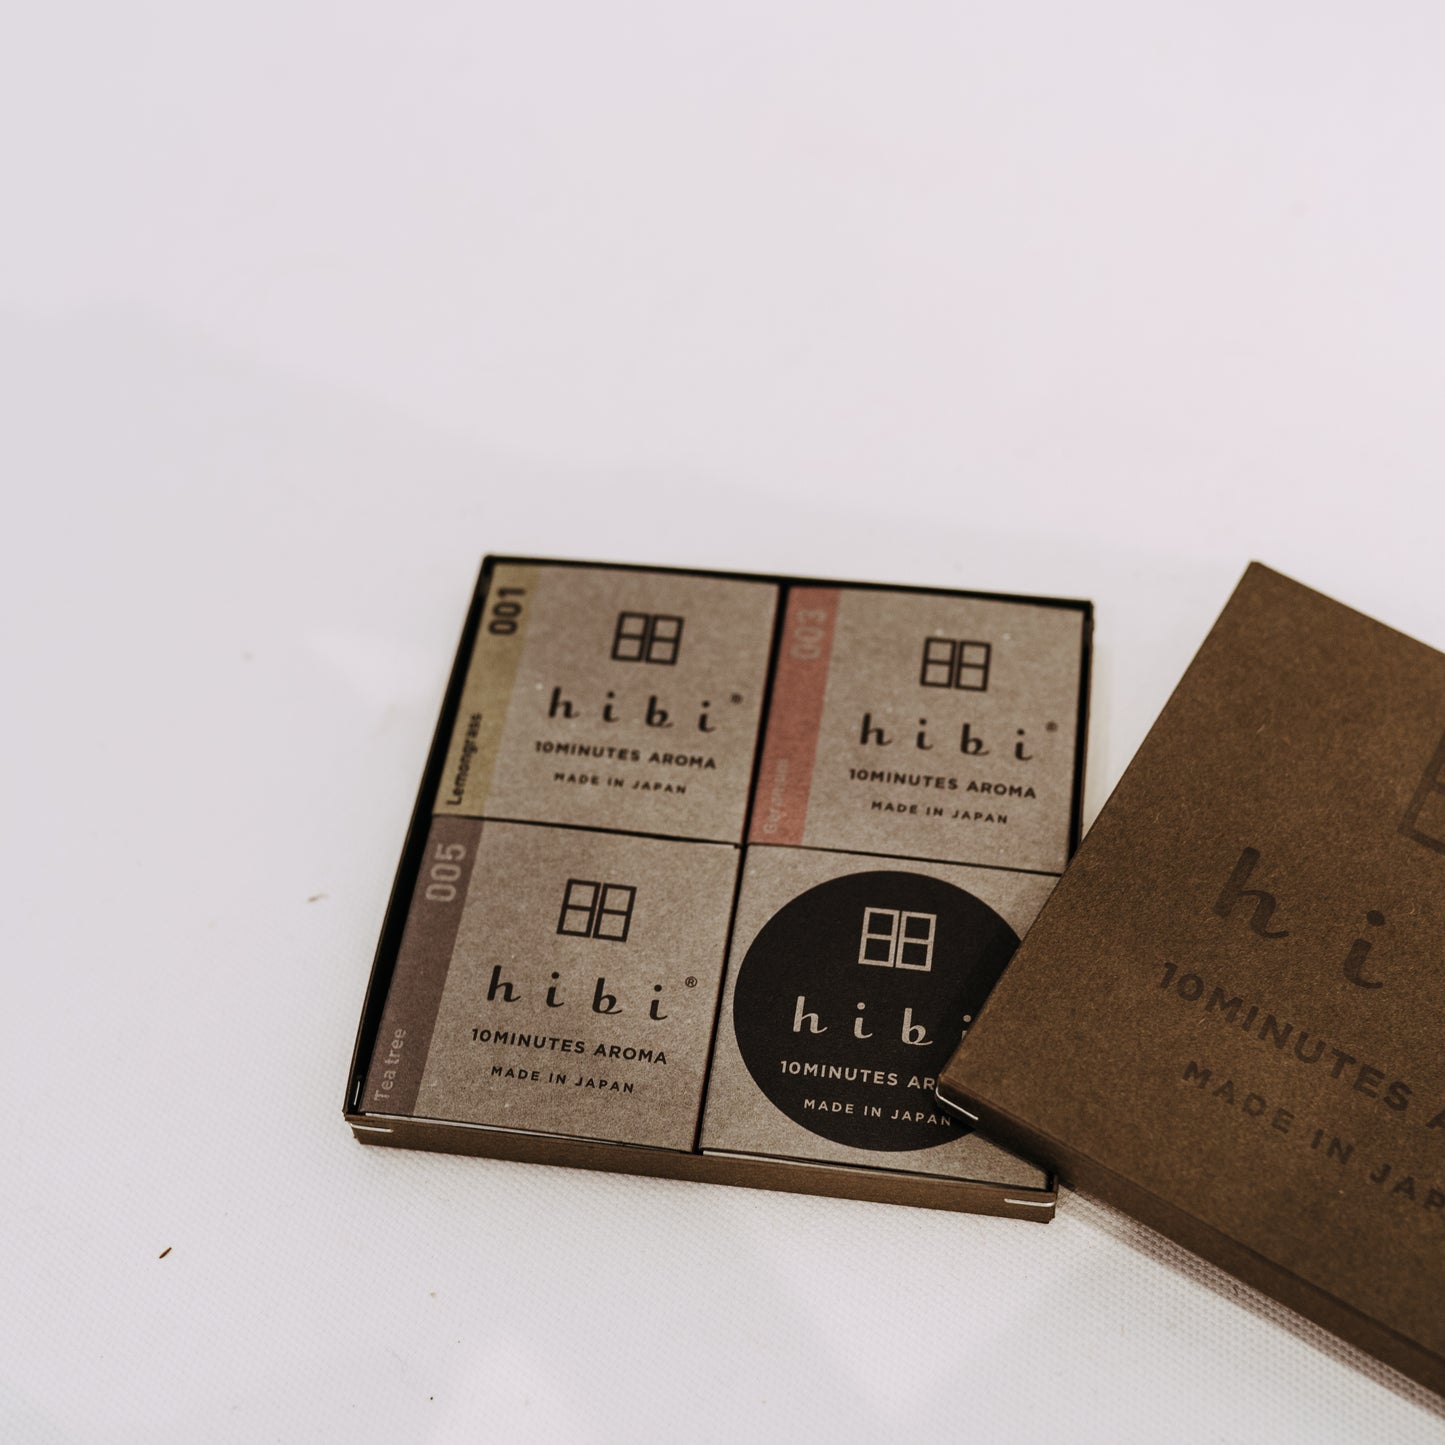 001
Lemongrass
hibi®
10MINUTES AROMA
MADE IN JAPAN
003
hibi®
10MINUTES AROMA
MADE IN JAPAN
005
Tea tree
hibi®
10MINUTES AROMA
MADE IN JAPAN
hibi
10MINUTES AR
MADE IN JAPAN
hi
10MINUTES A
MADE IN JAP